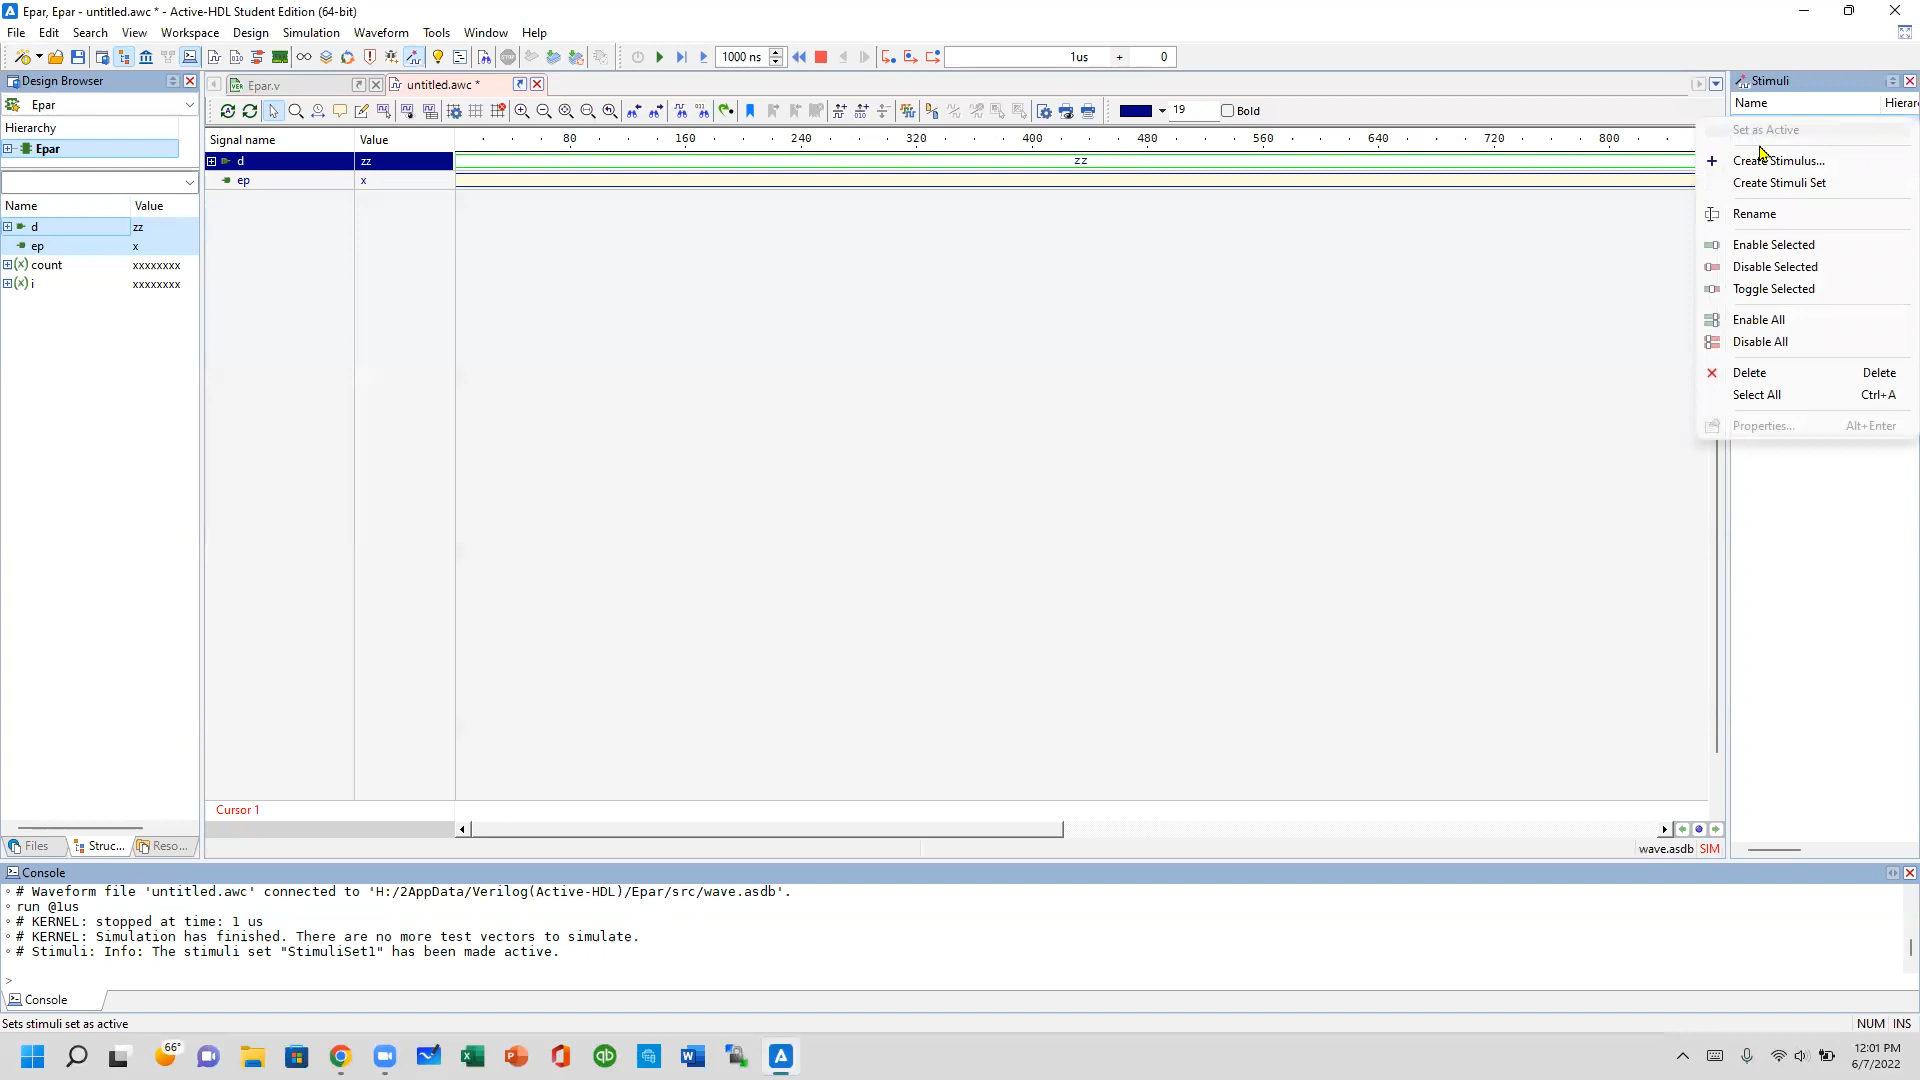 Epar, Epar - untitled.awc * - Active-HDL Student Edition (64-bit)
File Edit Search View Workspace Design Simulation Waveform Tools Window Help
1000 ns 1us + 0
Design Browser
Epar
Hierarchy
Epar
Name Value
d zz
ep x
count xxxxxxxx
i xxxxxxxx
Files Struc... Reso...
Epar.v untitled.awc *
19 Bold
Signal name Value 80 160 240 320 400 480 560 640 720 800
d zz zz
ep x
Cursor 1
wave.asdb SIM
Stimuli
Name Hierar
Set as Active
Create Stimulus...
Create Stimuli Set
Rename
Enable Selected
Disable Selected
Toggle Selected
Enable All
Disable All
Delete Delete
Select All Ctrl+A
Properties... Alt+Enter
Console
# Waveform file 'untitled.awc' connected to 'H:/2AppData/Verilog(Active-HDL)/Epar/src/wave.asdb'.
run @1us
# KERNEL: stopped at time: 1 us
# KERNEL: Simulation has finished. There are no more test vectors to simulate.
# Stimuli: Info: The stimuli set "StimuliSet1" has been made active.
>
Console
Sets stimuli set as active NUM INS
66°
12:01 PM
6/7/2022